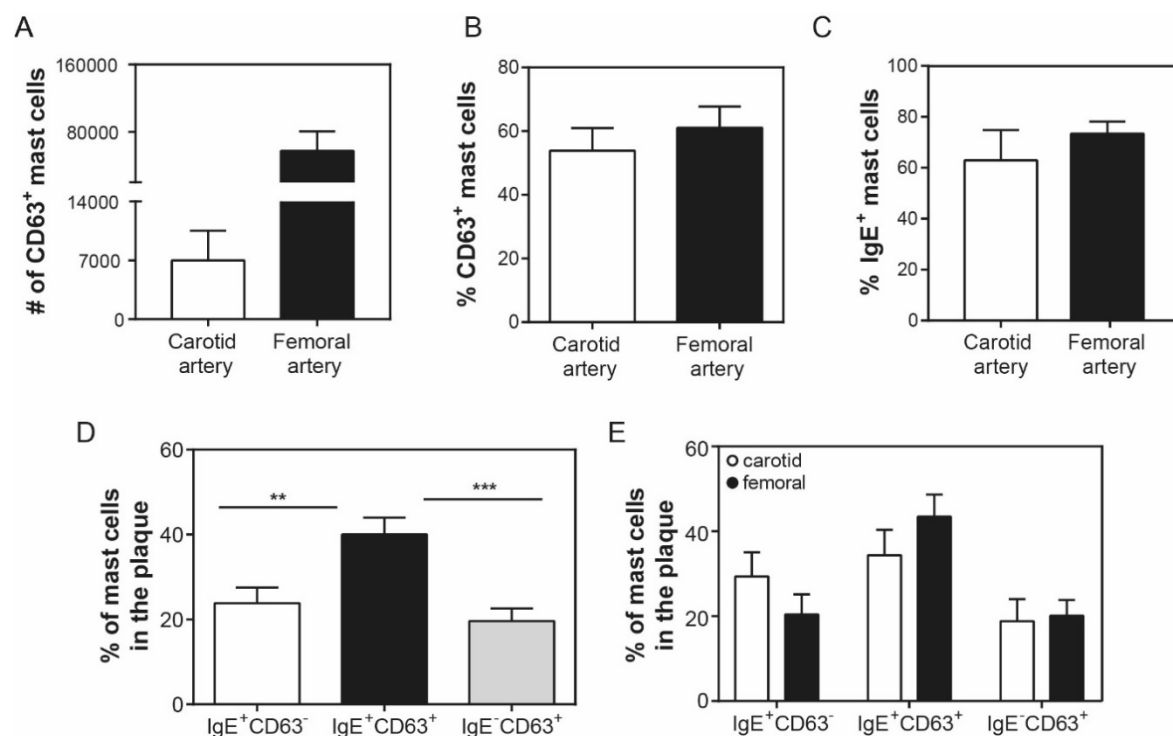 A
# of CD63⁺ mast cells
160000
80000
14000
7000
0
Carotid
artery
Femoral
artery
B
% CD63⁺ mast cells
80
60
40
20
0
Carotid
artery
Femoral
artery
C
% IgE⁺ mast cells
100
80
60
40
20
0
Carotid
artery
Femoral
artery
D
% of mast cells
in the plaque
60
40
20
0
**
***
IgE⁺CD63⁻
IgE⁺CD63⁺
IgE⁻CD63⁺
E
% of mast cells
in the plaque
60
40
20
0
carotid
femoral
IgE⁺CD63⁻
IgE⁺CD63⁺
IgE⁻CD63⁺